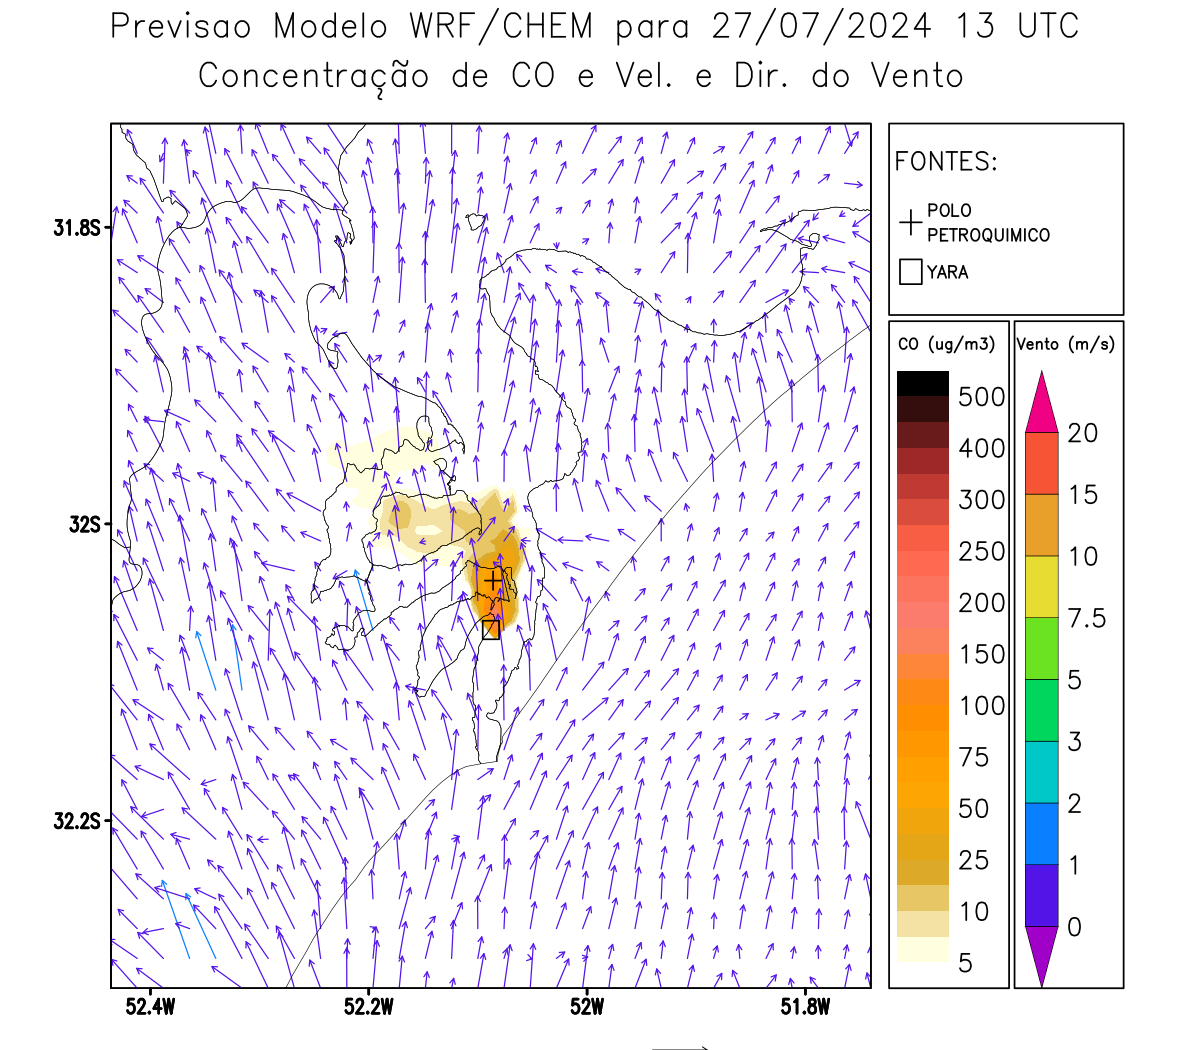 Previsao Modelo WRF/CHEM para 27/07/2024 13 UTC
Concentração de CO e Vel. e Dir. do Vento
FONTES:
POLO
PETROQUIMICO
YARA
CO (ug/m3)
500
400
300
250
200
150
100
75
50
25
10
5
Vento (m/s)
20
15
10
7.5
5
3
2
1
0
31.8S
32S
32.2S
52.4W
52.2W
52W
51.8W